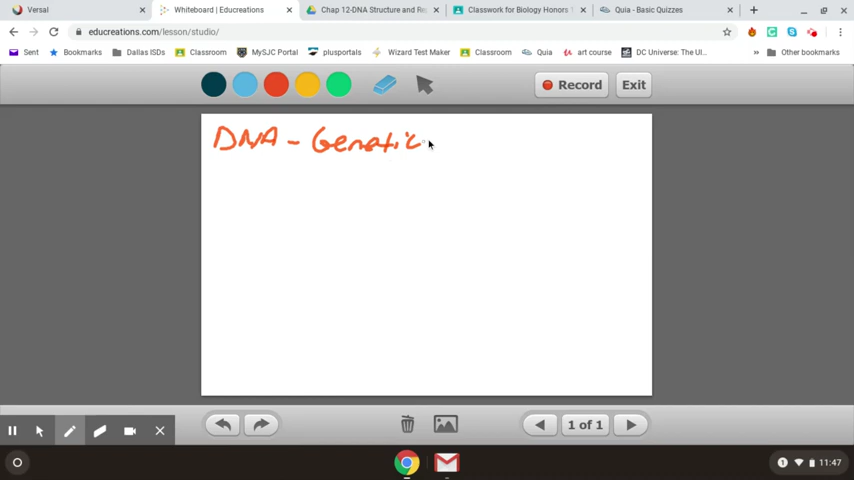 Versal
Whiteboard | Educreations
Chap 12-DNA Structure and Re
Classwork for Biology Honors
Quia - Basic Quizzes
educreations.com/lesson/studio/
Sent
Bookmarks
Dallas ISDs
Classroom
MySJC Portal
plusportals
Wizard Test Maker
Classroom
Quia
art course
DC Universe: The Ul...
»
Other bookmarks
Record
Exit
DNA - Genetic
1 of 1
1
11:47